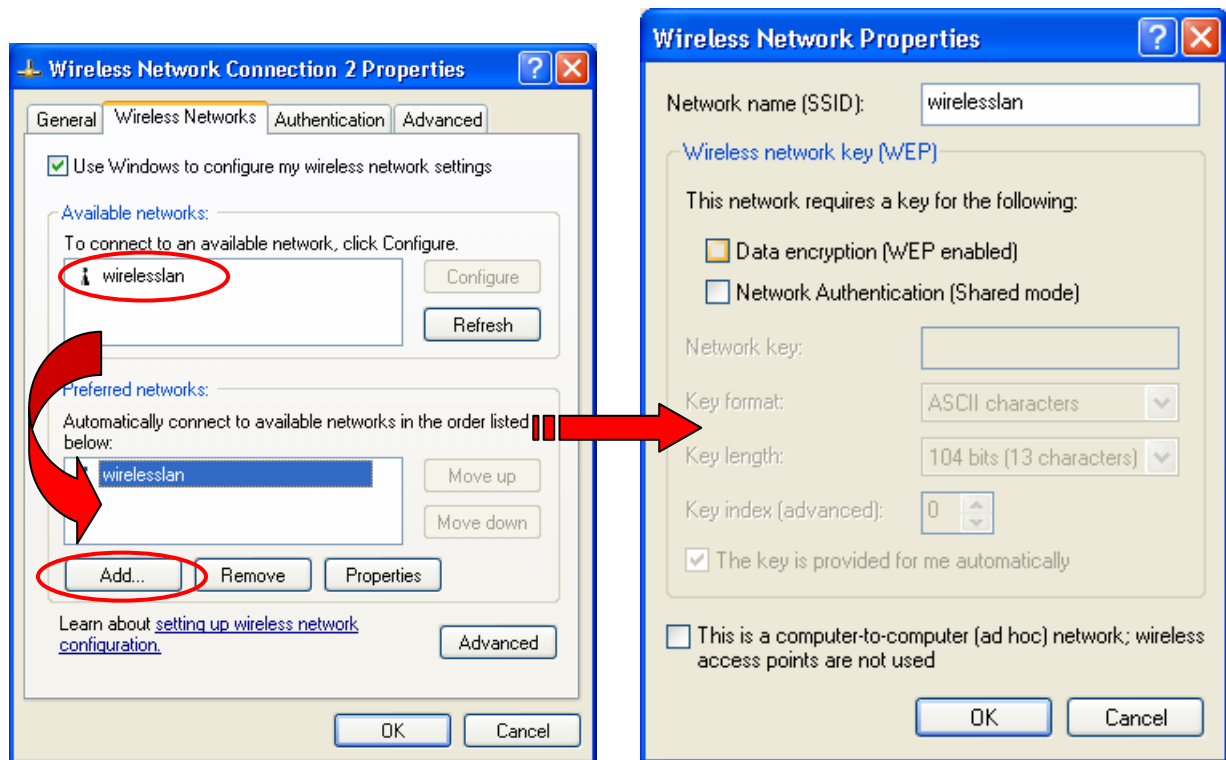 Wireless Network Connection 2 Properties
General Wireless Networks Authentication Advanced
Use Windows to configure my wireless network settings
Available networks:
To connect to an available network, click Configure.
wirelesslan
Configure
Refresh
Preferred networks:
Automatically connect to available networks in the order listed
below:
wirelesslan
Move up
Move down
Add... Remove Properties
Learn about setting up wireless network
configuration.
Advanced
OK Cancel
Wireless Network Properties
Network name (SSID): wirelesslan
Wireless network key (WEP)
This network requires a key for the following:
Data encryption (WEP enabled)
Network Authentication (Shared mode)
Network key:
Key format: ASCII characters
Key length: 104 bits (13 characters)
Key index (advanced): 0
The key is provided for me automatically
This is a computer-to-computer (ad hoc) network; wireless
access points are not used
OK Cancel